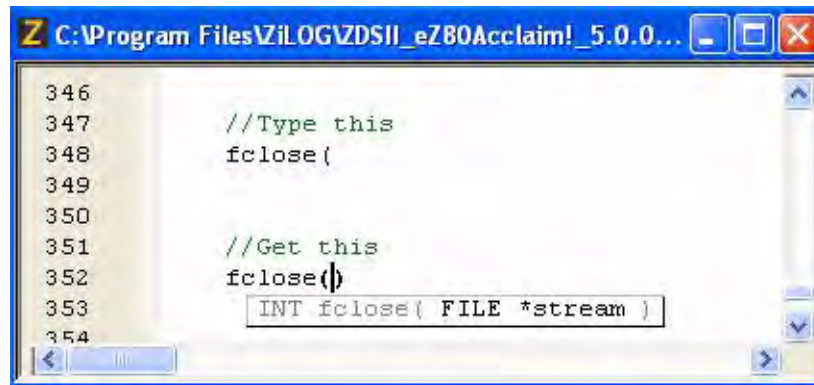 Z C:\Program Files\ZiLOG\ZDSII_eZ80Acclaim!_5.0.0...
346
347 //Type this
348 fclose(
349
350
351 //Get this
352 fclose()
353 INT fclose( FILE *stream )
354